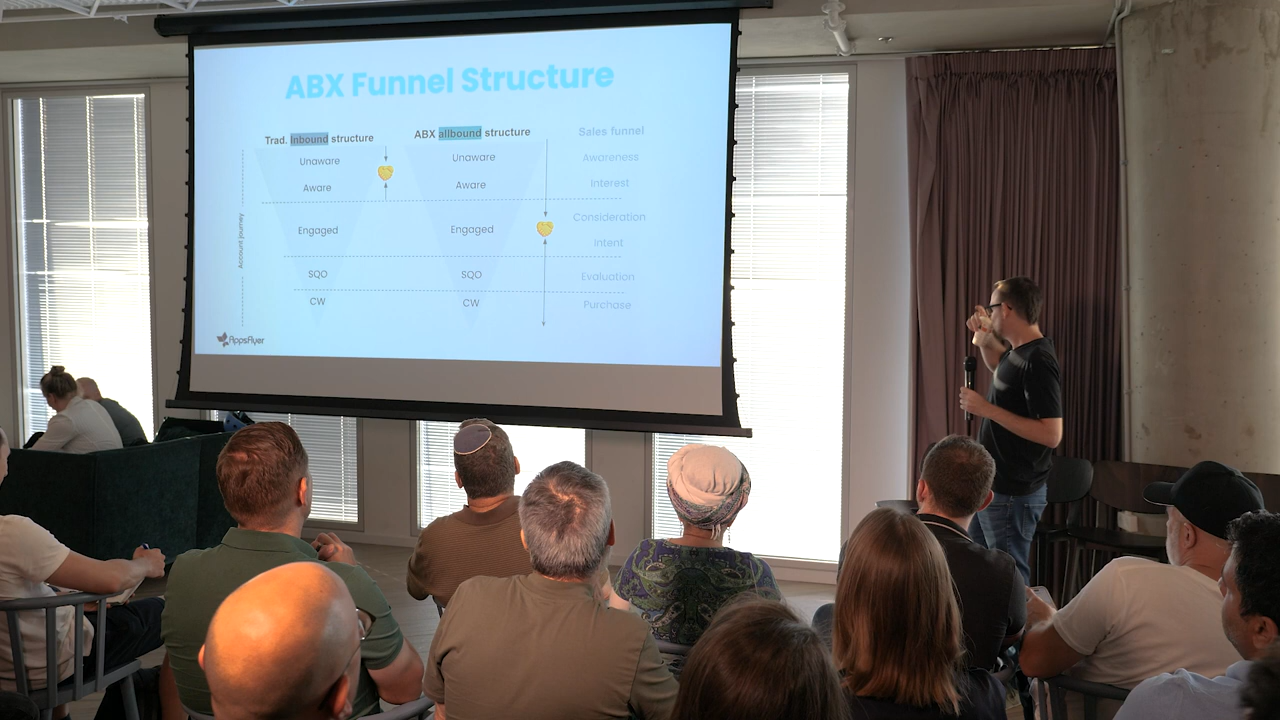 ABX Funnel Structure
Trad. inbound structure
ABX allbound structure
Sales funnel
Account journey
Unaware
Unaware
Awareness
Aware
Aware
Interest
Engaged
Engaged
Consideration
Intent
SQO
SQO
Evaluation
CW
CW
Purchase
AppsFlyer